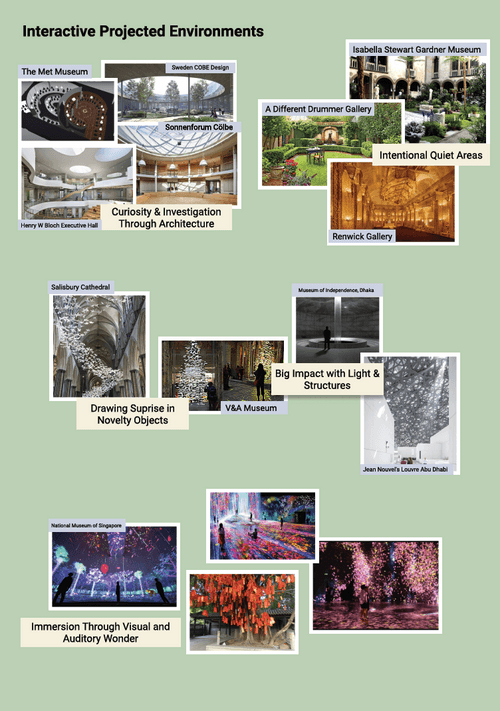 Interactive Projected Environments
Isabella Stewart Gardner Museum
Sweden COBE Design
The Met Museum
A Different Drummer Gallery
Sonnenforum Cölbe
Intentional Quiet Areas
Curiosity & Investigation
Through Architecture
Henry W Bloch Executive Hall
Renwick Gallery
Salisbury Cathedral
Museum of Independence, Dhaka
Big Impact with Light &
Structures
Drawing Suprise in
Novelty Objects
V&A Museum
Jean Nouvel's Louvre Abu Dhabi
National Museum of Singapore
Immersion Through Visual and
Auditory Wonder